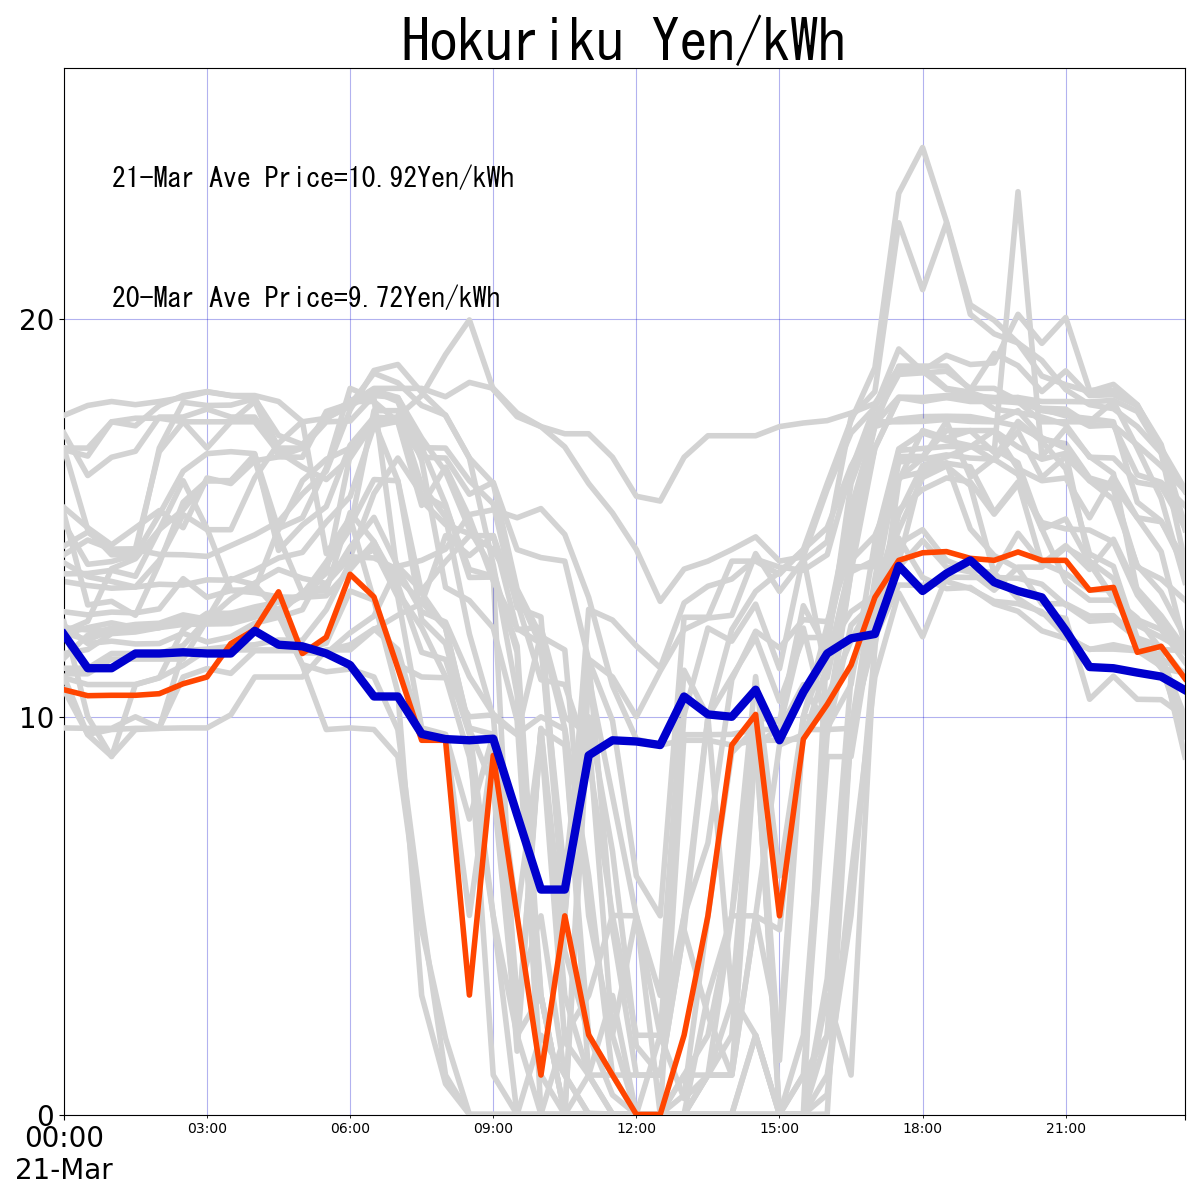 Hokuriku Yen/kWh
21-Mar Ave Price=10.92Yen/kWh
20-Mar Ave Price=9.72Yen/kWh
20
10
0
00:00 03:00 06:00 09:00 12:00 15:00 18:00 21:00
21-Mar